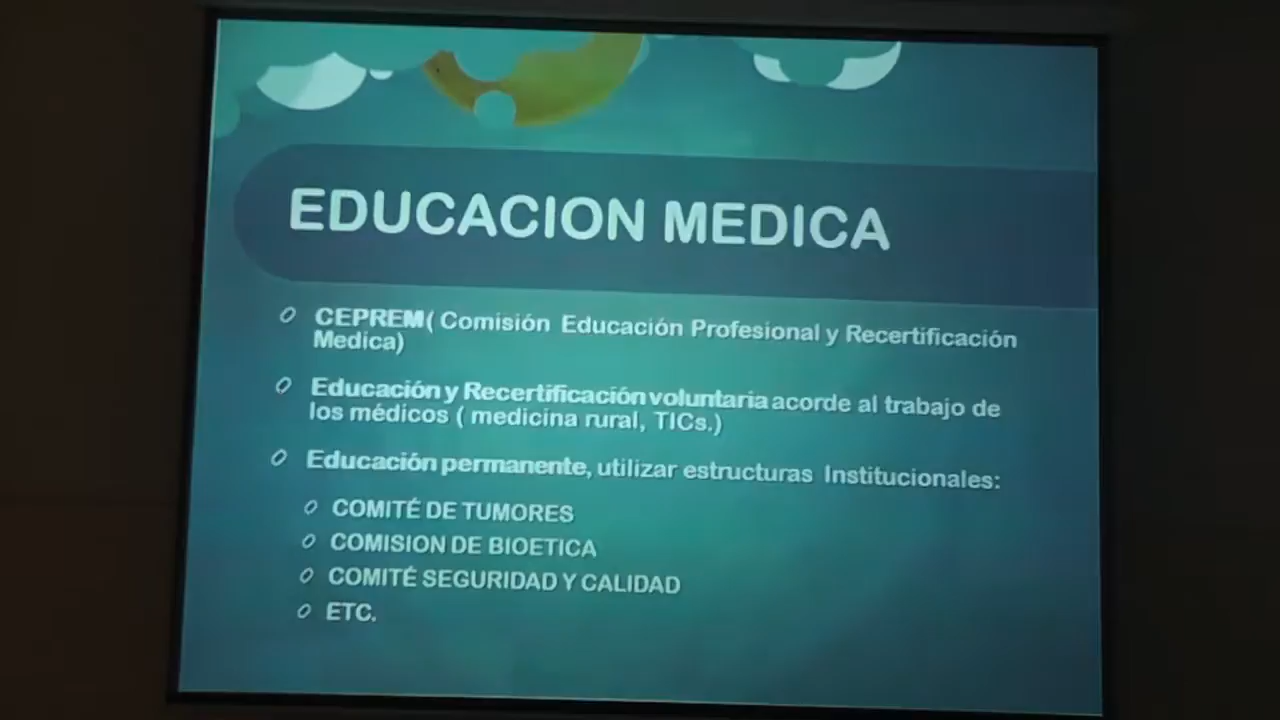 EDUCACION MEDICA
CEPREM( Comisión Educación Profesional y Recertificación
Medica)
Educación y Recertificación voluntaria acorde al trabajo de
los médicos ( medicina rural, TICs.)
Educación permanente, utilizar estructuras Institucionales:
COMITÉ DE TUMORES
COMISION DE BIOETICA
COMITÉ SEGURIDAD Y CALIDAD
ETC.